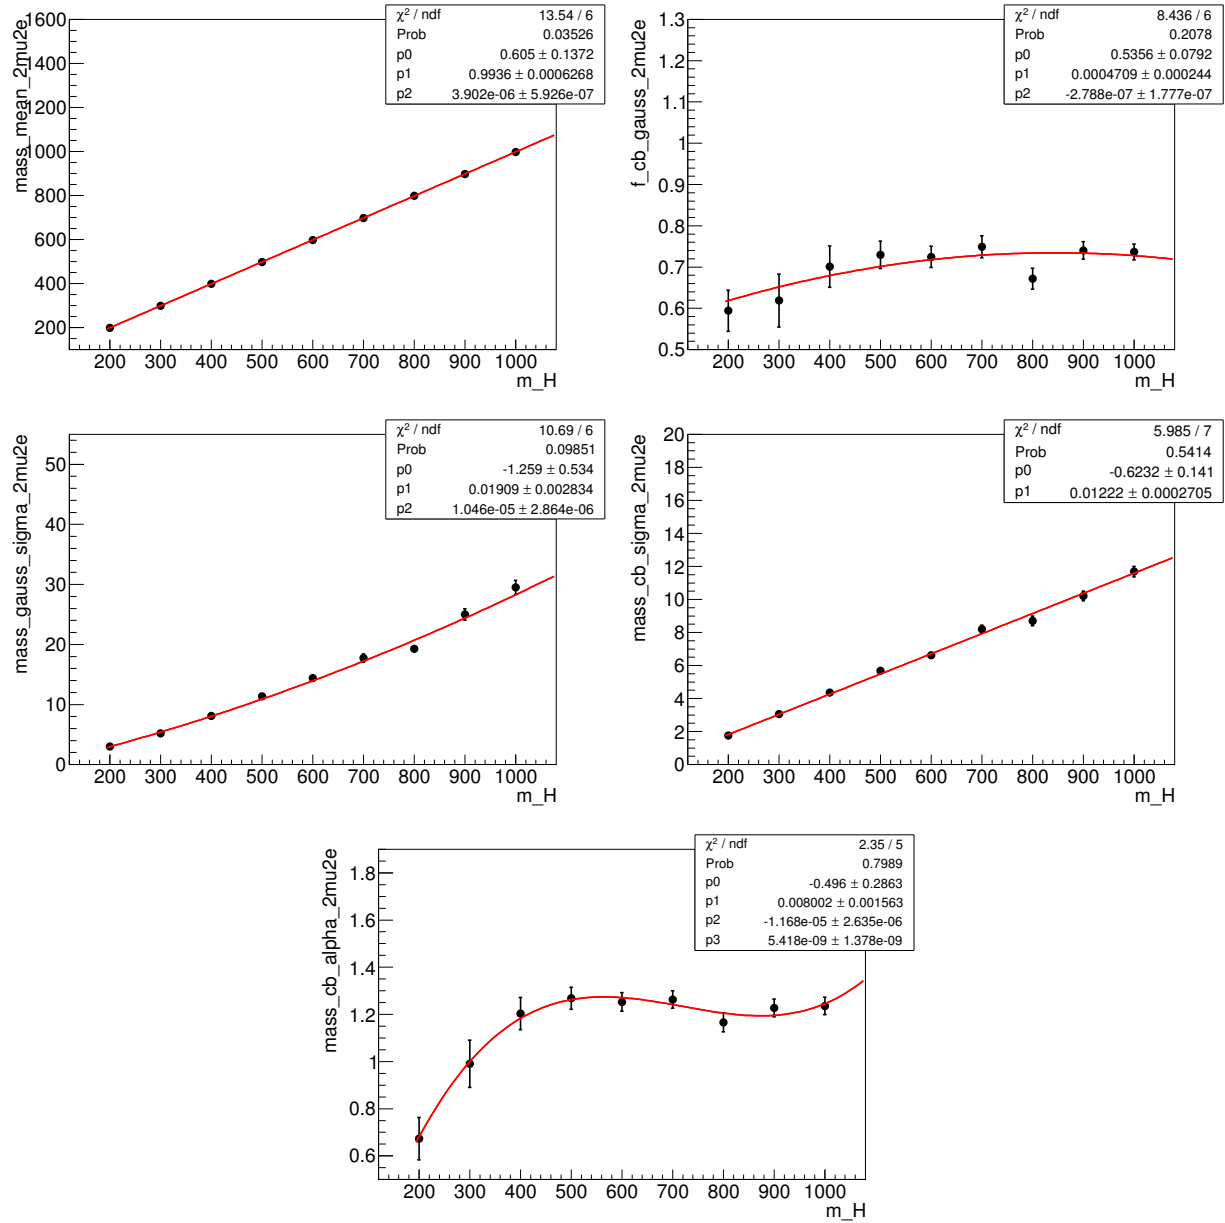 χ² / ndf 13.54 / 6
Prob 0.03526
p0 0.605 ± 0.1372
p1 0.9936 ± 0.0006268
p2 3.902e-06 ± 5.926e-07
mass_mean_2mu2e
1600
1400
1200
1000
800
600
400
200
200 300 400 500 600 700 800 900 1000
m_H
χ² / ndf 8.436 / 6
Prob 0.2078
p0 0.5356 ± 0.0792
p1 0.0004709 ± 0.000244
p2 -2.788e-07 ± 1.777e-07
f_cb_gauss_2mu2e
1.3
1.2
1.1
1
0.9
0.8
0.7
0.6
0.5
200 300 400 500 600 700 800 900 1000
m_H
χ² / ndf 10.69 / 6
Prob 0.09851
p0 -1.259 ± 0.534
p1 0.01909 ± 0.002834
p2 1.046e-05 ± 2.864e-06
mass_gauss_sigma_2mu2e
50
40
30
20
10
0
200 300 400 500 600 700 800 900 1000
m_H
χ² / ndf 5.985 / 7
Prob 0.5414
p0 -0.6232 ± 0.141
p1 0.01222 ± 0.0002705
mass_cb_sigma_2mu2e
20
18
16
14
12
10
8
6
4
2
0
200 300 400 500 600 700 800 900 1000
m_H
χ² / ndf 2.35 / 5
Prob 0.7989
p0 -0.496 ± 0.2863
p1 0.008002 ± 0.001563
p2 -1.168e-05 ± 2.635e-06
p3 5.418e-09 ± 1.378e-09
mass_cb_alpha_2mu2e
1.8
1.6
1.4
1.2
1
0.8
0.6
200 300 400 500 600 700 800 900 1000
m_H